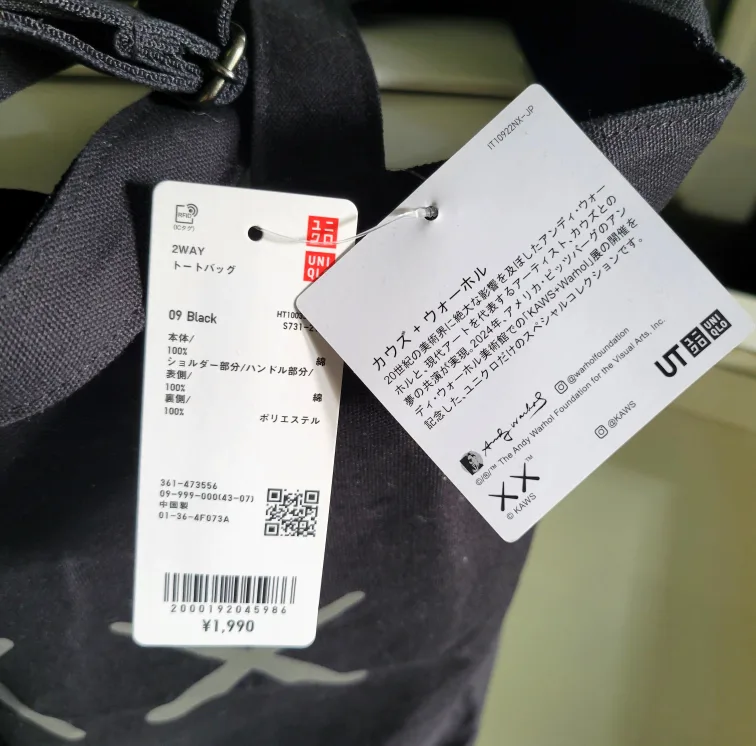 RFID
(ICタグ)
ユニ
クロ
UNI
QLO
2WAY
トートバッグ
09 Black
本体/
100% 綿
ショルダー部分/ハンドル部分/
表側/
100% 綿
裏側/
100% ポリエステル
361-473556
09-999-000(43-07)
中国製
01-36-4F073A
2000192045986
¥1,990
IT10922NX-JP
カウズ + ウォーホル
20世紀の美術界に絶大な影響を及ぼしたアンディ・ウォー
ホルと、現代アートを代表するアーティスト、カウズとの
夢の共演が実現。2024年、アメリカ・ピッツバーグのアン
ディ・ウォーホル美術館での「KAWS+Warhol」展の開催を
記念した、ユニクロだけのスペシャルコレクションです。
Andy Warhol
@warholfoundation
©/®/™ The Andy Warhol Foundation for the Visual Arts, Inc.
XX™
@KAWS
© KAWS
UT
ユニ
クロ
UNI
QLO